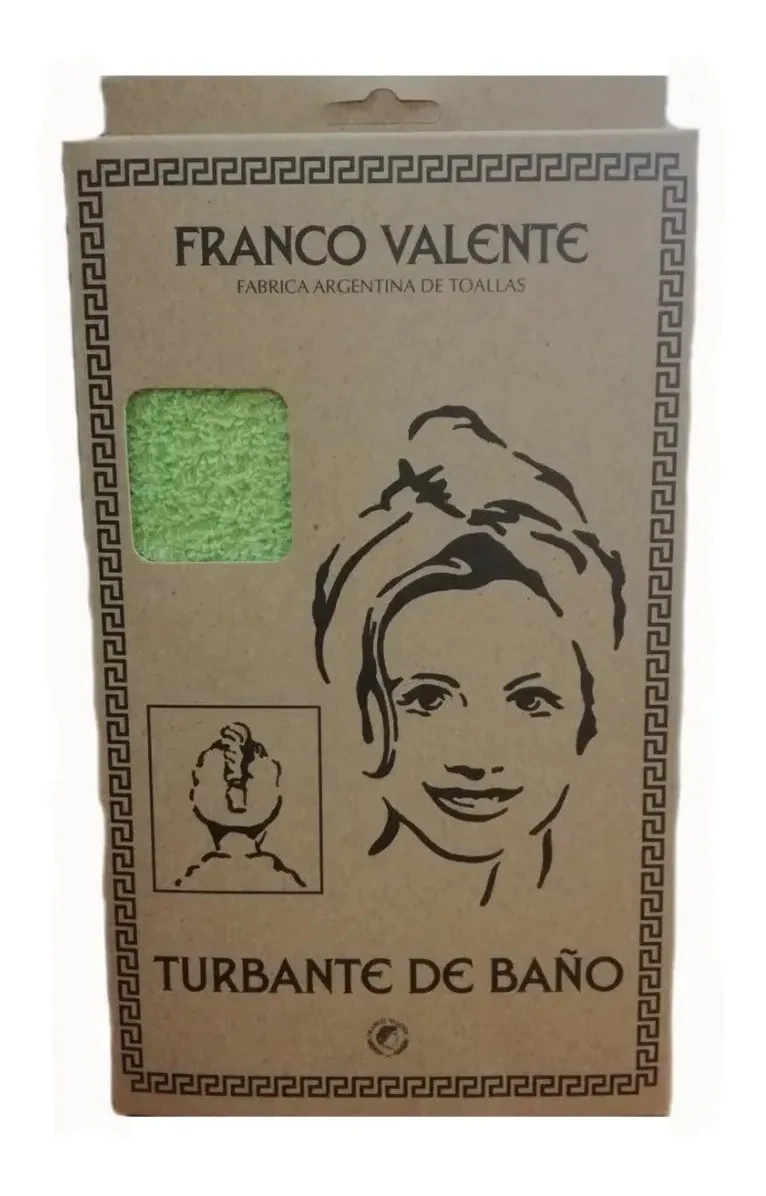 FRANCO VALENTE
FABRICA ARGENTINA DE TOALLAS
TURBANTE DE BAÑO